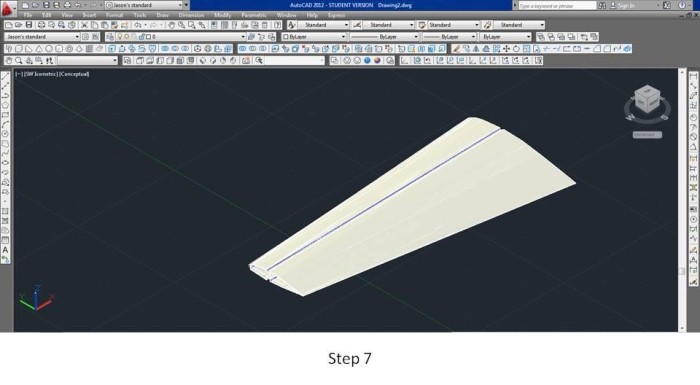 Jason's standard
AutoCAD 2012 - STUDENT VERSION Drawing2.dwg
Type a keyword or phrase
Sign In
File Edit View Insert Format Tools Draw Dimension Modify Parametric Window Help Express
Standard Standard Standard Standard
Jason's standard 0 ByLayer ByLayer ByLayer
[−] [SW Isometric] [Conceptual]
Step 7